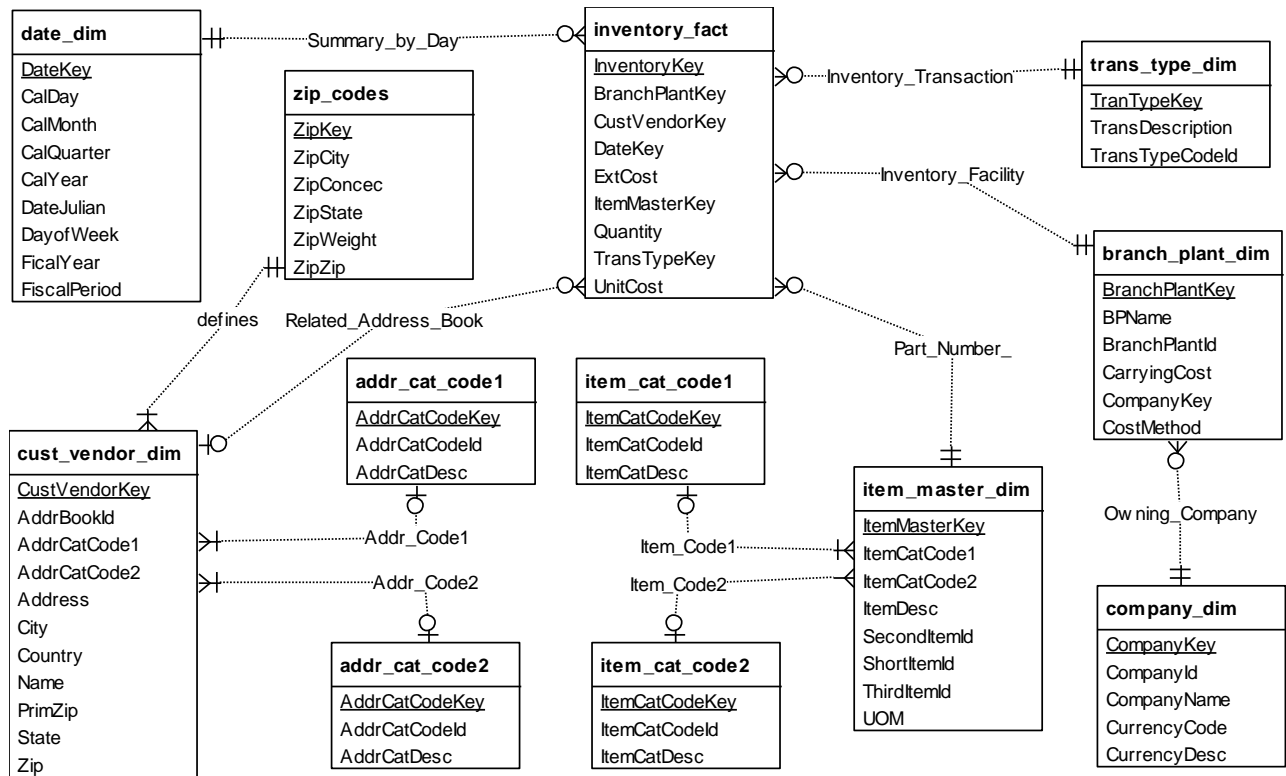 date_dim
DateKey
CalDay
CalMonth
CalQuarter
CalYear
DateJulian
DayofWeek
FicalYear
FiscalPeriod
Summary_by_Day
zip_codes
ZipKey
ZipCity
ZipConcec
ZipState
ZipWeight
ZipZip
inventory_fact
InventoryKey
BranchPlantKey
CustVendorKey
DateKey
ExtCost
ItemMasterKey
Quantity
TransTypeKey
UnitCost
Inventory_Transaction
trans_type_dim
TranTypeKey
TransDescription
TransTypeCodeId
Inventory_Facility
branch_plant_dim
BranchPlantKey
BPName
BranchPlantId
CarryingCost
CompanyKey
CostMethod
defines
Related_Address_Book
Part_Number_
cust_vendor_dim
CustVendorKey
AddrBookId
AddrCatCode1
AddrCatCode2
Address
City
Country
Name
PrimZip
State
Zip
addr_cat_code1
AddrCatCodeKey
AddrCatCodeId
AddrCatDesc
Addr_Code1
Addr_Code2
addr_cat_code2
AddrCatCodeKey
AddrCatCodeId
AddrCatDesc
item_cat_code1
ItemCatCodeKey
ItemCatCodeId
ItemCatDesc
Item_Code1
Item_Code2
item_cat_code2
ItemCatCodeKey
ItemCatCodeId
ItemCatDesc
item_master_dim
ItemMasterKey
ItemCatCode1
ItemCatCode2
ItemDesc
SecondItemId
ShortItemId
ThirdItemId
UOM
Owning_Company
company_dim
CompanyKey
CompanyId
CompanyName
CurrencyCode
CurrencyDesc